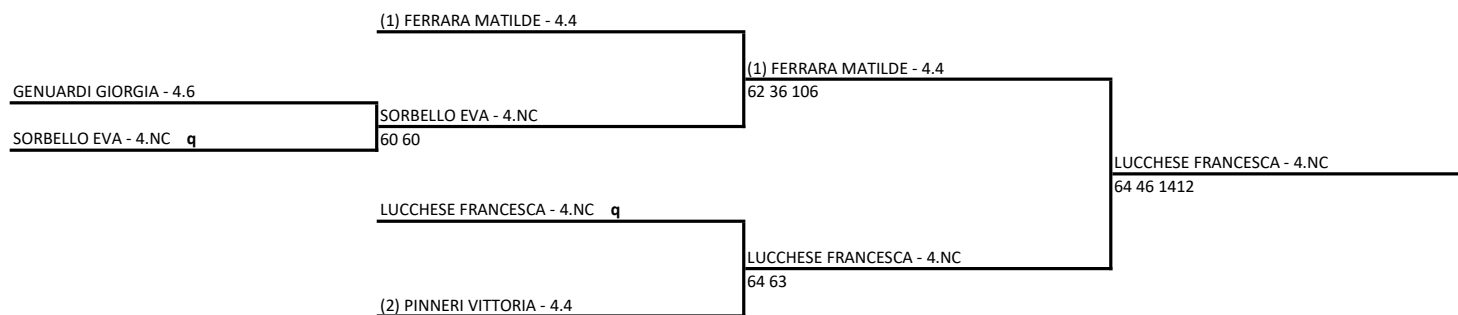 (1) FERRARA MATILDE - 4.4
(1) FERRARA MATILDE - 4.4
GENUARDI GIORGIA - 4.6
62 36 106
SORBELLO EVA - 4.NC
SORBELLO EVA - 4.NC q
60 60
LUCCHESE FRANCESCA - 4.NC
64 46 1412
LUCCHESE FRANCESCA - 4.NC q
LUCCHESE FRANCESCA - 4.NC
64 63
(2) PINNERI VITTORIA - 4.4